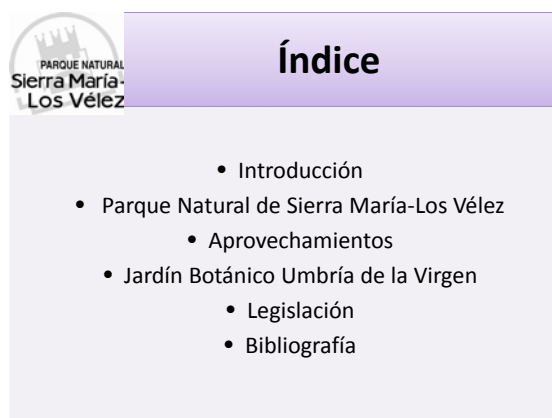 PARQUE NATURAL
Sierra María-
Los Vélez
Índice
• Introducción
• Parque Natural de Sierra María-Los Vélez
• Aprovechamientos
• Jardín Botánico Umbría de la Virgen
• Legislación
• Bibliografía